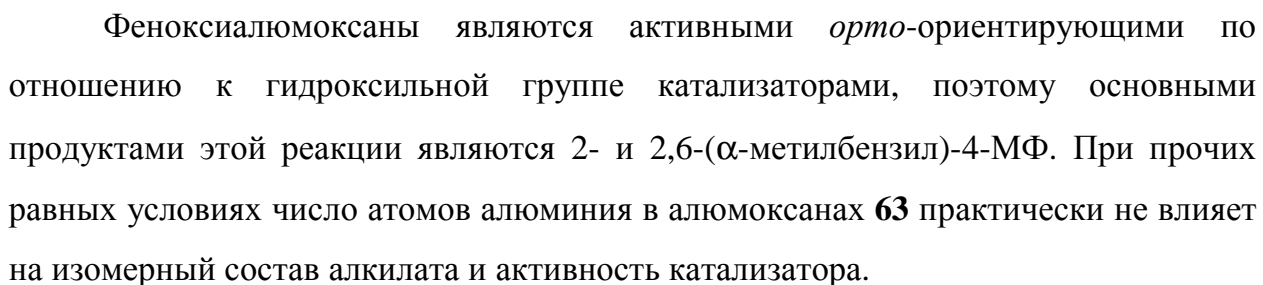 Феноксиалюмоксаны являются активными орто-ориентирующими по
отношению к гидроксильной группе катализаторами, поэтому основными
продуктами этой реакции являются 2- и 2,6-(α-метилбензил)-4-МФ. При прочих
равных условиях число атомов алюминия в алюмоксанах 63 практически не влияет
на изомерный состав алкилата и активность катализатора.